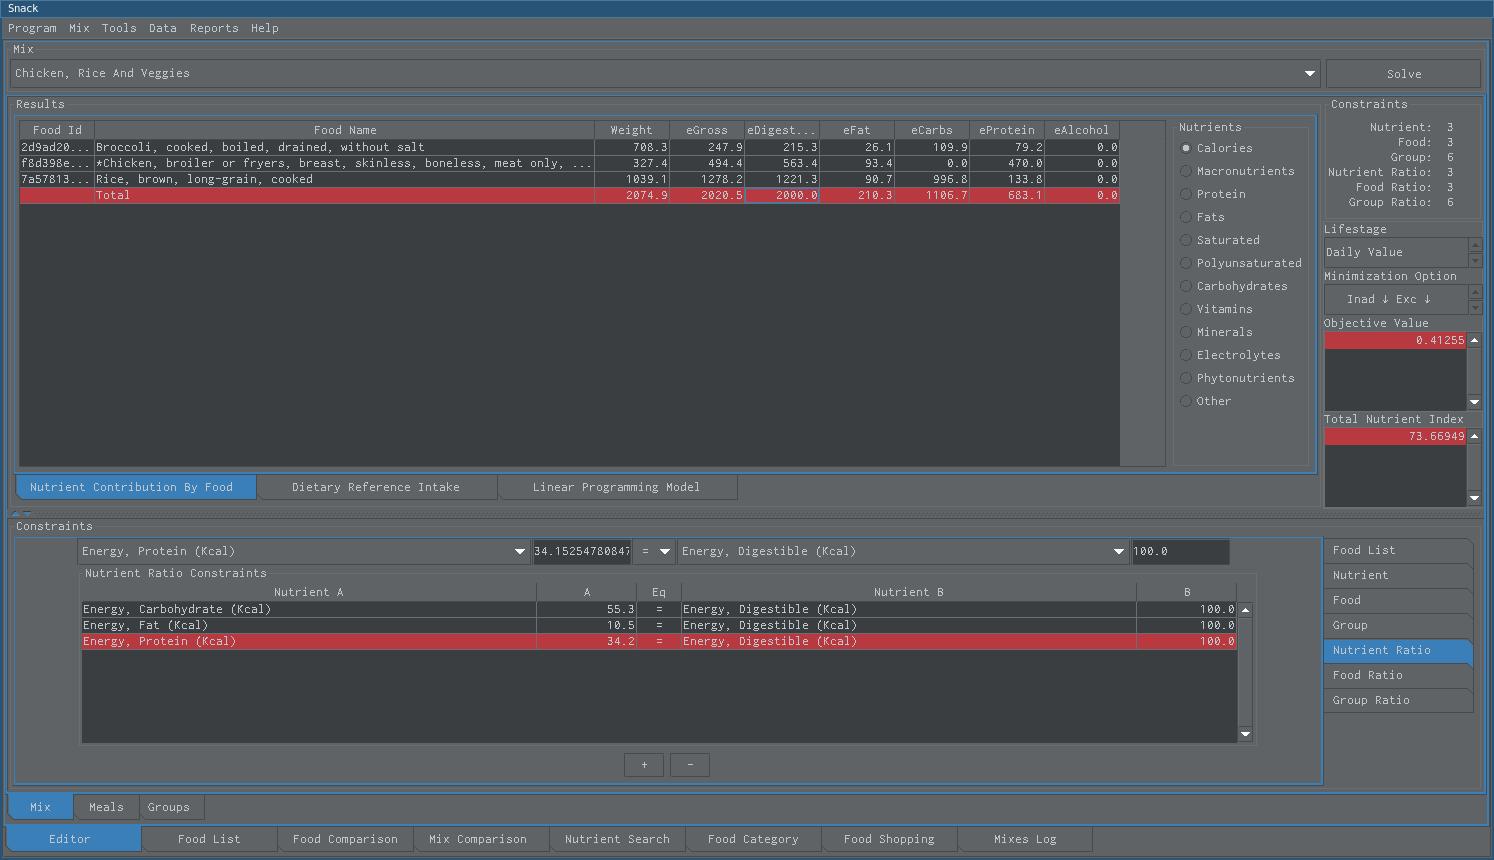 Snack
Program Mix Tools Data Reports Help
Mix
Chicken, Rice And Veggies
Solve
Results
Food Id Food Name Weight eGross eDigest... eFat eCarbs eProtein eAlcohol
2d9ad20... Broccoli, cooked, boiled, drained, without salt 708.3 247.9 215.3 26.1 109.9 79.2 0.0
f8d398e... *Chicken, broiler or fryers, breast, skinless, boneless, meat only, ... 327.4 494.4 563.4 93.4 0.0 470.0 0.0
7a57813... Rice, brown, long-grain, cooked 1039.1 1278.2 1221.3 90.7 996.8 133.8 0.0
Total 2074.9 2020.5 2000.0 210.3 1106.7 683.1 0.0
Nutrients
Calories
Macronutrients
Protein
Fats
Saturated
Polyunsaturated
Carbohydrates
Vitamins
Minerals
Electrolytes
Phytonutrients
Other
Constraints
Nutrient: 3
Food: 3
Group: 6
Nutrient Ratio: 3
Food Ratio: 3
Group Ratio: 6
Lifestage
Daily Value
Minimization Option
Inad ↓ Exc ↓
Objective Value
0.41255
Total Nutrient Index
73.66949
Nutrient Contribution By Food Dietary Reference Intake Linear Programming Model
Constraints
Energy, Protein (Kcal) 34.15254780847 = Energy, Digestible (Kcal) 100.0
Nutrient Ratio Constraints
Nutrient A A Eq Nutrient B B
Energy, Carbohydrate (Kcal) 55.3 = Energy, Digestible (Kcal) 100.0
Energy, Fat (Kcal) 10.5 = Energy, Digestible (Kcal) 100.0
Energy, Protein (Kcal) 34.2 = Energy, Digestible (Kcal) 100.0
+ -
Food List
Nutrient
Food
Group
Nutrient Ratio
Food Ratio
Group Ratio
Mix Meals Groups
Editor Food List Food Comparison Mix Comparison Nutrient Search Food Category Food Shopping Mixes Log